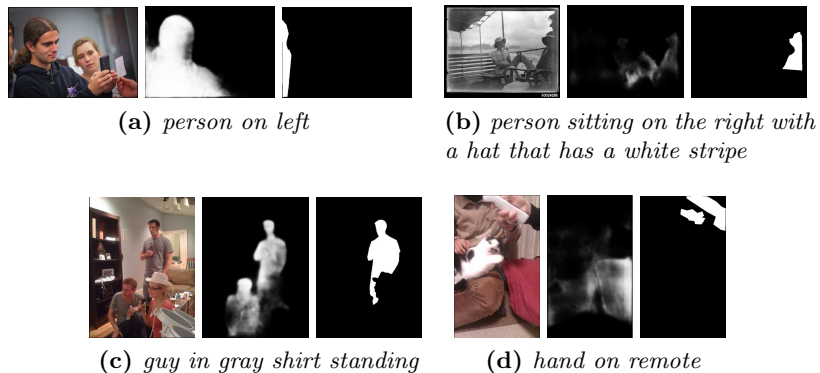 (a) person on left
(b) person sitting on the right with
a hat that has a white stripe
(c) guy in gray shirt standing
(d) hand on remote